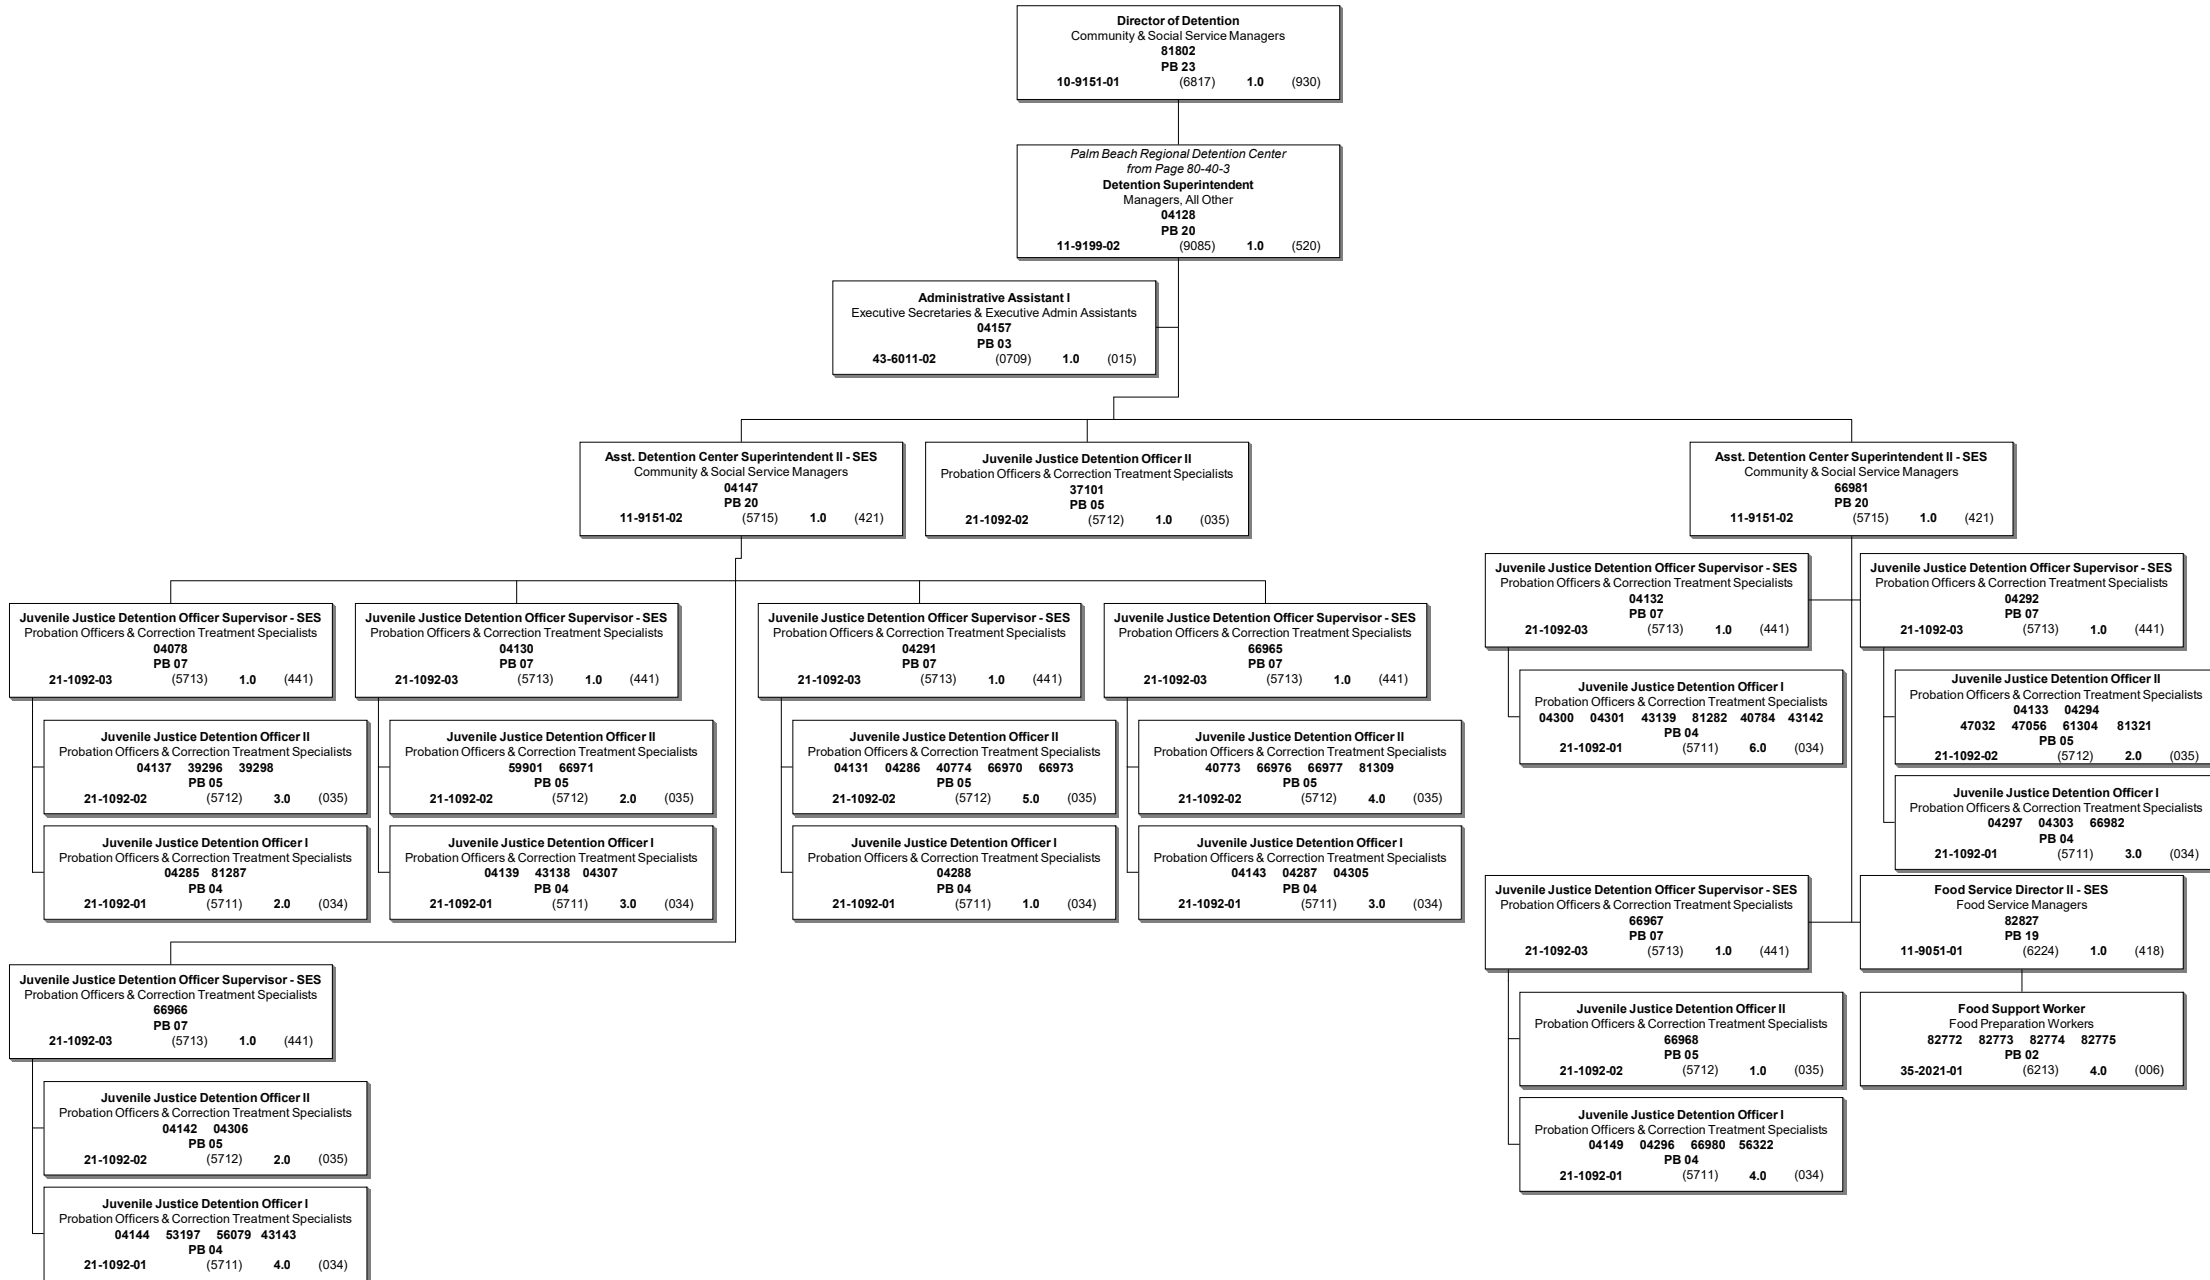 Director of Detention
Community & Social Service Managers
81802
PB 23
10-9151-01 (6817) 1.0 (930)
Palm Beach Regional Detention Center
from Page 80-40-3
Detention Superintendent
Managers, All Other
04128
PB 20
11-9199-02 (9085) 1.0 (520)
Administrative Assistant I
Executive Secretaries & Executive Admin Assistants
04157
PB 03
43-6011-02 (0709) 1.0 (015)
Asst. Detention Center Superintendent II - SES
Community & Social Service Managers
04147
PB 20
11-9151-02 (5715) 1.0 (421)
Juvenile Justice Detention Officer II
Probation Officers & Correction Treatment Specialists
37101
PB 05
21-1092-02 (5712) 1.0 (035)
Asst. Detention Center Superintendent II - SES
Community & Social Service Managers
66981
PB 20
11-9151-02 (5715) 1.0 (421)
Juvenile Justice Detention Officer Supervisor - SES
Probation Officers & Correction Treatment Specialists
04078
PB 07
21-1092-03 (5713) 1.0 (441)
Juvenile Justice Detention Officer II
Probation Officers & Correction Treatment Specialists
04137 39296 39298
PB 05
21-1092-02 (5712) 3.0 (035)
Juvenile Justice Detention Officer I
Probation Officers & Correction Treatment Specialists
04285 81287
PB 04
21-1092-01 (5711) 2.0 (034)
Juvenile Justice Detention Officer Supervisor - SES
Probation Officers & Correction Treatment Specialists
04130
PB 07
21-1092-03 (5713) 1.0 (441)
Juvenile Justice Detention Officer II
Probation Officers & Correction Treatment Specialists
59901 66971
PB 05
21-1092-02 (5712) 2.0 (035)
Juvenile Justice Detention Officer I
Probation Officers & Correction Treatment Specialists
04139 43138 04307
PB 04
21-1092-01 (5711) 3.0 (034)
Juvenile Justice Detention Officer Supervisor - SES
Probation Officers & Correction Treatment Specialists
04291
PB 07
21-1092-03 (5713) 1.0 (441)
Juvenile Justice Detention Officer II
Probation Officers & Correction Treatment Specialists
04131 04286 40774 66970 66973
PB 05
21-1092-02 (5712) 5.0 (035)
Juvenile Justice Detention Officer I
Probation Officers & Correction Treatment Specialists
04288
PB 04
21-1092-01 (5711) 1.0 (034)
Juvenile Justice Detention Officer Supervisor - SES
Probation Officers & Correction Treatment Specialists
66965
PB 07
21-1092-03 (5713) 1.0 (441)
Juvenile Justice Detention Officer II
Probation Officers & Correction Treatment Specialists
40773 66976 66977 81309
PB 05
21-1092-02 (5712) 4.0 (035)
Juvenile Justice Detention Officer I
Probation Officers & Correction Treatment Specialists
04143 04287 04305
PB 04
21-1092-01 (5711) 3.0 (034)
Juvenile Justice Detention Officer Supervisor - SES
Probation Officers & Correction Treatment Specialists
66966
PB 07
21-1092-03 (5713) 1.0 (441)
Juvenile Justice Detention Officer II
Probation Officers & Correction Treatment Specialists
04142 04306
PB 05
21-1092-02 (5712) 2.0 (035)
Juvenile Justice Detention Officer I
Probation Officers & Correction Treatment Specialists
04144 53197 56079 43143
PB 04
21-1092-01 (5711) 4.0 (034)
Juvenile Justice Detention Officer Supervisor - SES
Probation Officers & Correction Treatment Specialists
04132
PB 07
21-1092-03 (5713) 1.0 (441)
Juvenile Justice Detention Officer I
Probation Officers & Correction Treatment Specialists
04300 04301 43139 81282 40784 43142
PB 04
21-1092-01 (5711) 6.0 (034)
Juvenile Justice Detention Officer Supervisor - SES
Probation Officers & Correction Treatment Specialists
04292
PB 07
21-1092-03 (5713) 1.0 (441)
Juvenile Justice Detention Officer II
Probation Officers & Correction Treatment Specialists
04133 04294
47032 47056 61304 81321
PB 05
21-1092-02 (5712) 2.0 (035)
Juvenile Justice Detention Officer I
Probation Officers & Correction Treatment Specialists
04297 04303 66982
PB 04
21-1092-01 (5711) 3.0 (034)
Juvenile Justice Detention Officer Supervisor - SES
Probation Officers & Correction Treatment Specialists
66967
PB 07
21-1092-03 (5713) 1.0 (441)
Juvenile Justice Detention Officer II
Probation Officers & Correction Treatment Specialists
66968
PB 05
21-1092-02 (5712) 1.0 (035)
Juvenile Justice Detention Officer I
Probation Officers & Correction Treatment Specialists
04149 04296 66980 56322
PB 04
21-1092-01 (5711) 4.0 (034)
Food Service Director II - SES
Food Service Managers
82827
PB 19
11-9051-01 (6224) 1.0 (418)
Food Support Worker
Food Preparation Workers
82772 82773 82774 82775
PB 02
35-2021-01 (6213) 4.0 (006)